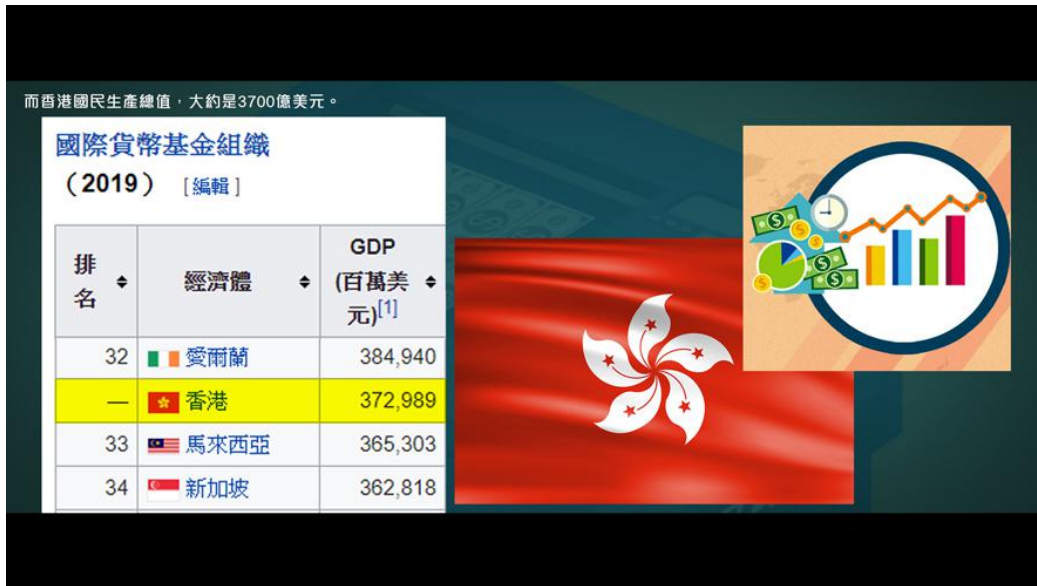 而香港國民生產總值，大約是3700億美元。
國際貨幣基金組織
（2019） [編輯]
排名 經濟體 GDP
(百萬美
元)[1]
32 愛爾蘭 384,940
— 香港 372,989
33 馬來西亞 365,303
34 新加坡 362,818